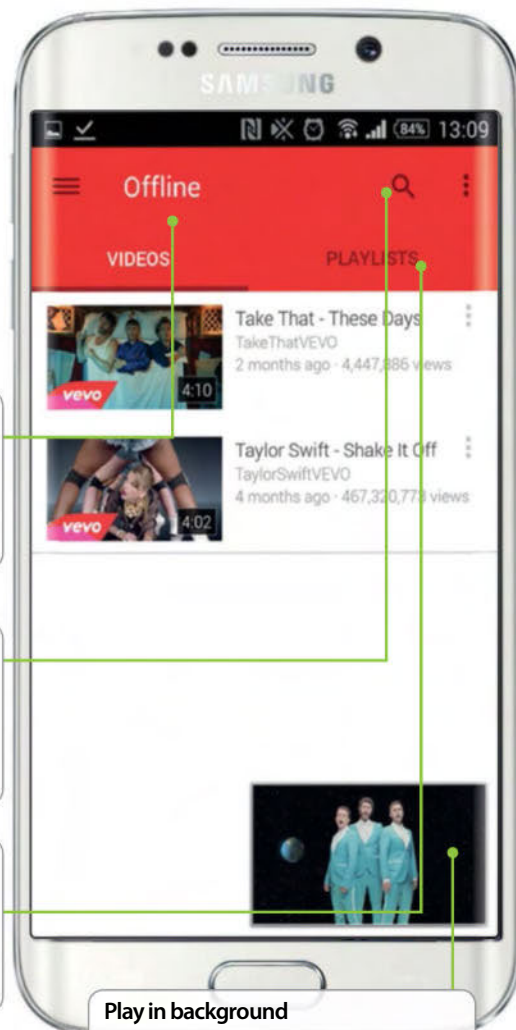 SAMSUNG
84% 13:09
Offline
VIDEOS PLAYLISTS
Take That - These Days
TakeThatVEVO
2 months ago · 4,447,886 views
vevo 4:10
Taylor Swift - Shake It Off
TaylorSwiftVEVO
4 months ago · 467,320,773 views
vevo 4:02
Play in background